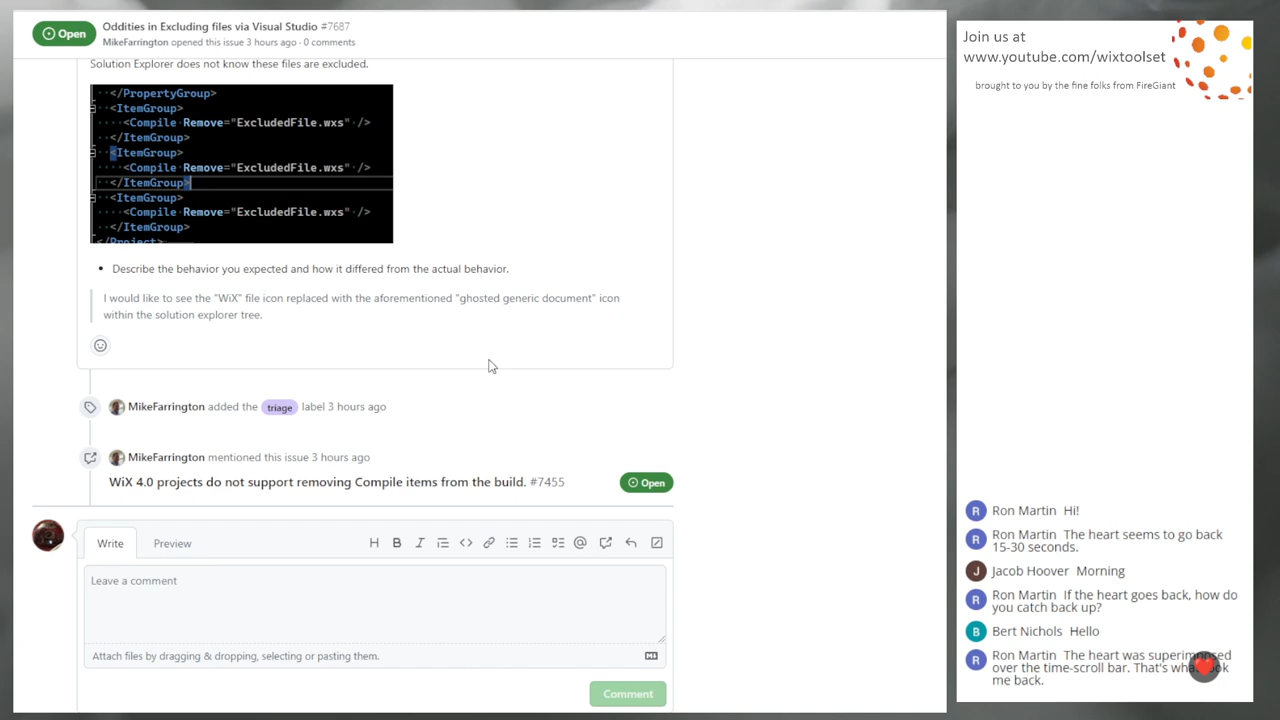 Open
Oddities in Excluding files via Visual Studio #7687
MikeFarrington opened this issue 3 hours ago · 0 comments
Solution Explorer does not know these files are excluded.
</PropertyGroup>
<ItemGroup>
<Compile Remove="ExcludedFile.wxs" />
</ItemGroup>
<ItemGroup>
<Compile Remove="ExcludedFile.wxs" />
</ItemGroup>
<ItemGroup>
<Compile Remove="ExcludedFile.wxs" />
</ItemGroup>
</Project>
• Describe the behavior you expected and how it differed from the actual behavior.
I would like to see the "WiX" file icon replaced with the aforementioned "ghosted generic document" icon
within the solution explorer tree.
MikeFarrington added the triage label 3 hours ago
MikeFarrington mentioned this issue 3 hours ago
WiX 4.0 projects do not support removing Compile items from the build. #7455
Open
Write Preview
Leave a comment
Attach files by dragging & dropping, selecting or pasting them.
Comment
Join us at
www.youtube.com/wixtoolset
brought to you by the fine folks from FireGiant
R Ron Martin Hi!
R Ron Martin The heart seems to go back
15-30 seconds.
J Jacob Hoover Morning
R Ron Martin If the heart goes back, how do
you catch back up?
B Bert Nichols Hello
R Ron Martin The heart was superimposed
over the time-scroll bar. That's what took
me back.